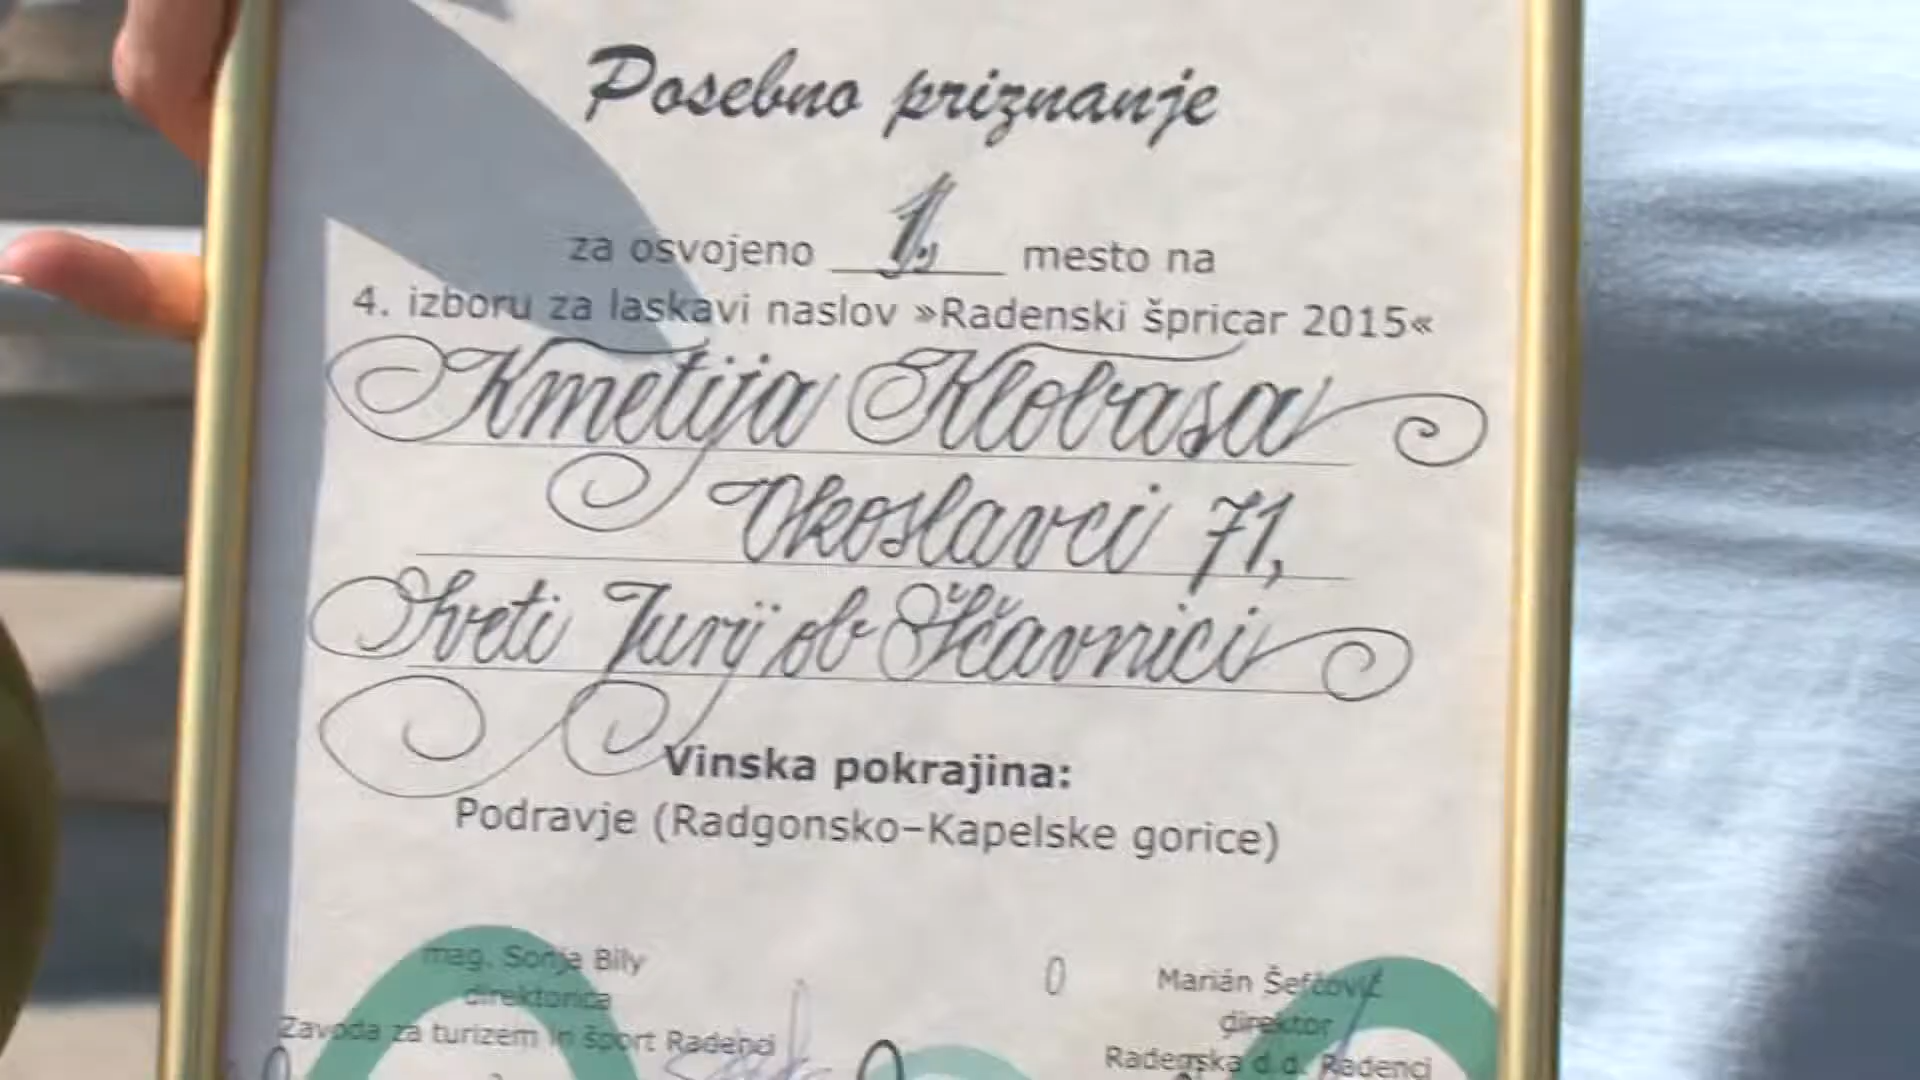 Posebno priznanje
za osvojeno 1. mesto na
4. izboru za laskavi naslov »Radenski špricar 2015«
Kmetija Klobasa
Okoslavci 71,
Sveti Jurij ob Ščavnici
Vinska pokrajina:
Podravje (Radgonsko-Kapelske gorice)
mag. Sonja Bily
direktorica
Zavoda za turizem in šport Radenci
Marián Šefčovič
direktor
Radenska d.d. Radenci